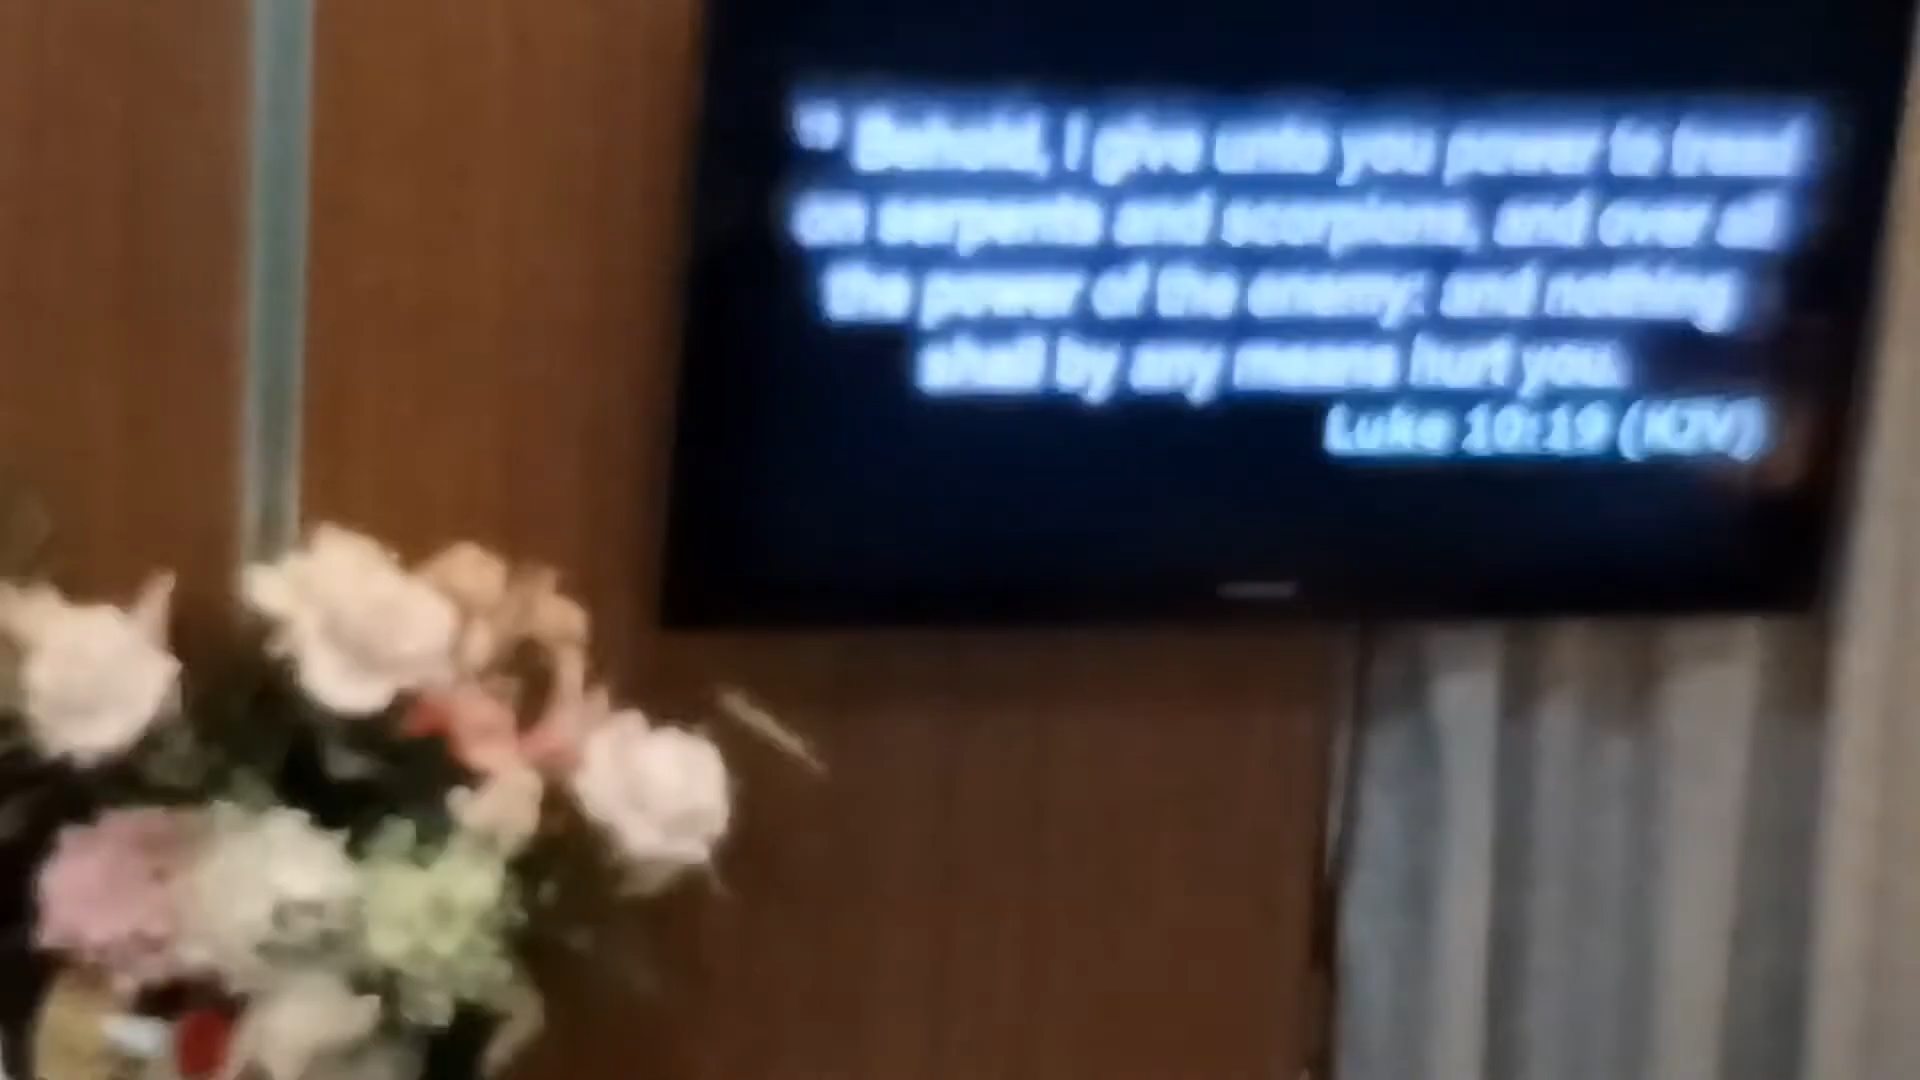 19 Behold, I give unto you power to tread
on serpents and scorpions, and over all
the power of the enemy: and nothing
shall by any means hurt you.
Luke 10:19 (KJV)